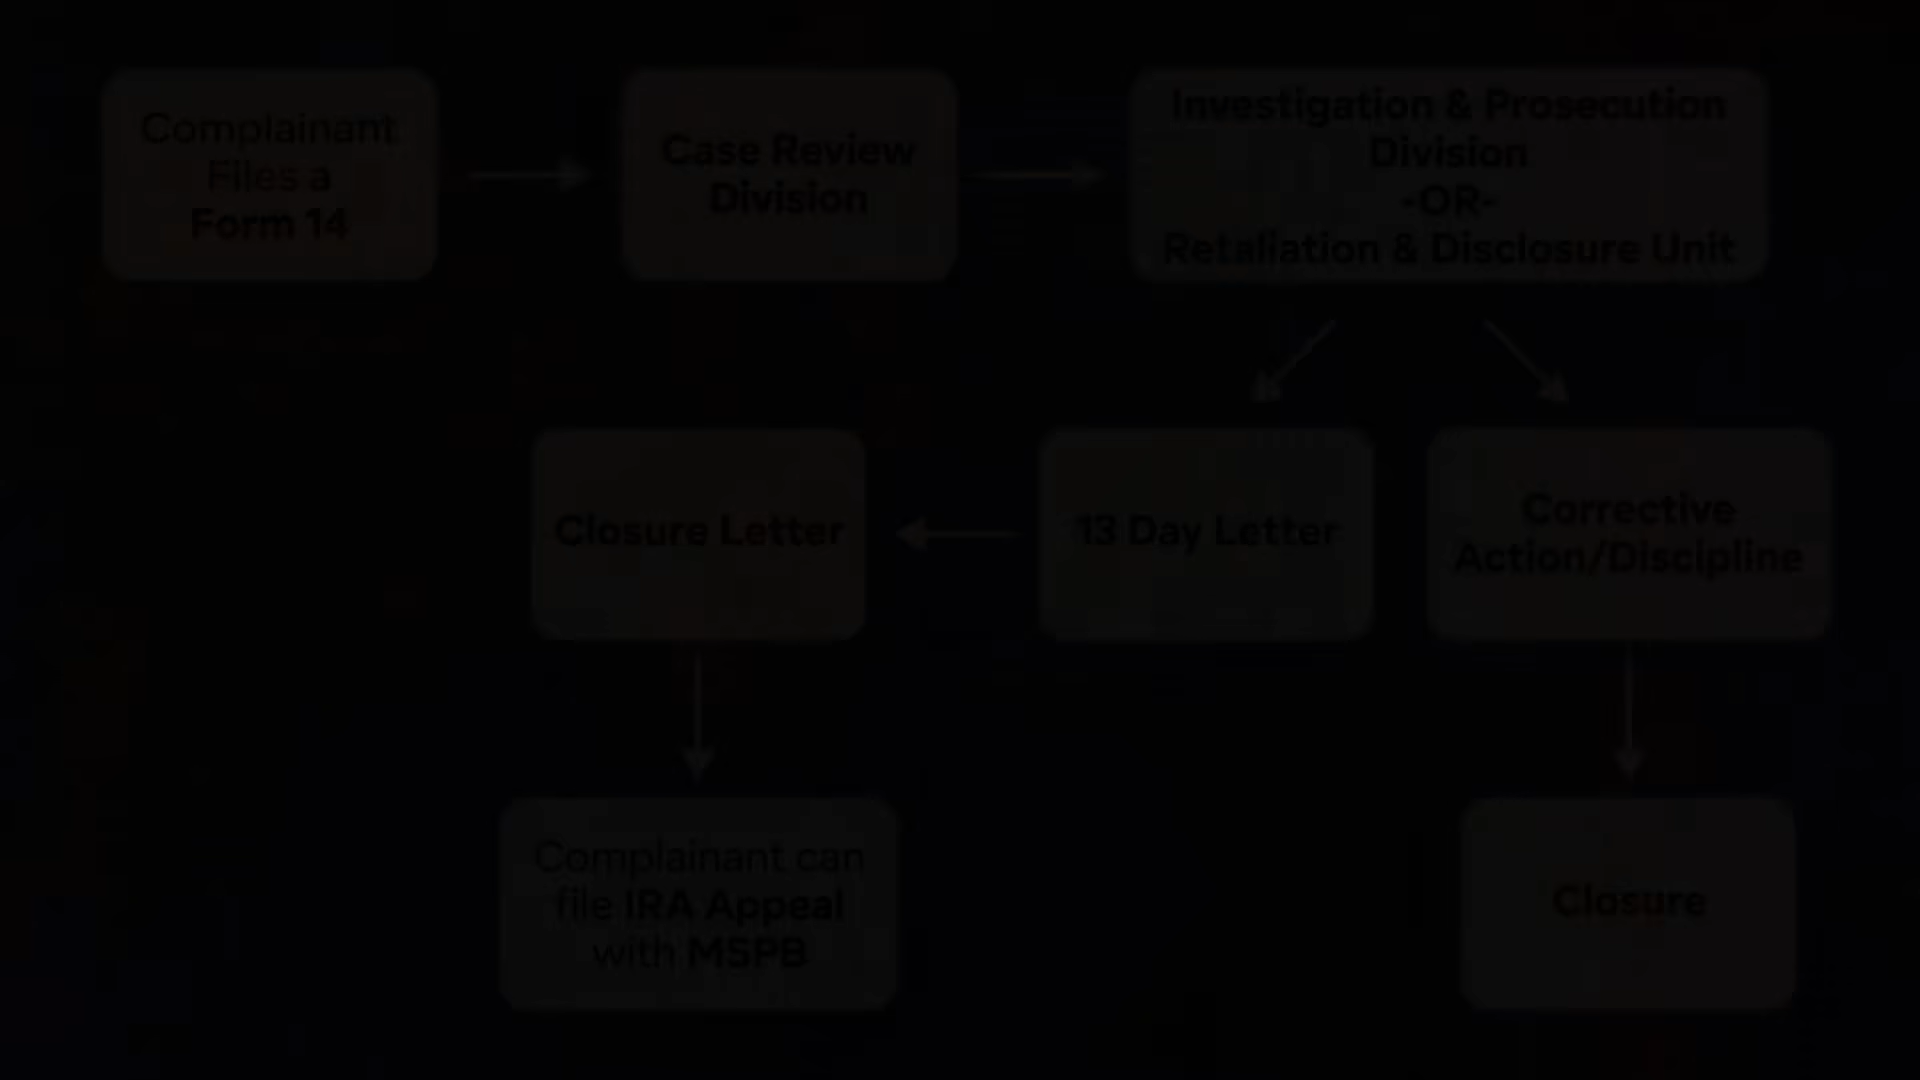 Complainant
Files a
Form 14
Case Review
Division
Investigation & Prosecution
Division
-OR-
Retaliation & Disclosure Unit
Closure Letter
13 Day Letter
Corrective
Action/Discipline
Complainant can
file IRA Appeal
with MSPB
Closure